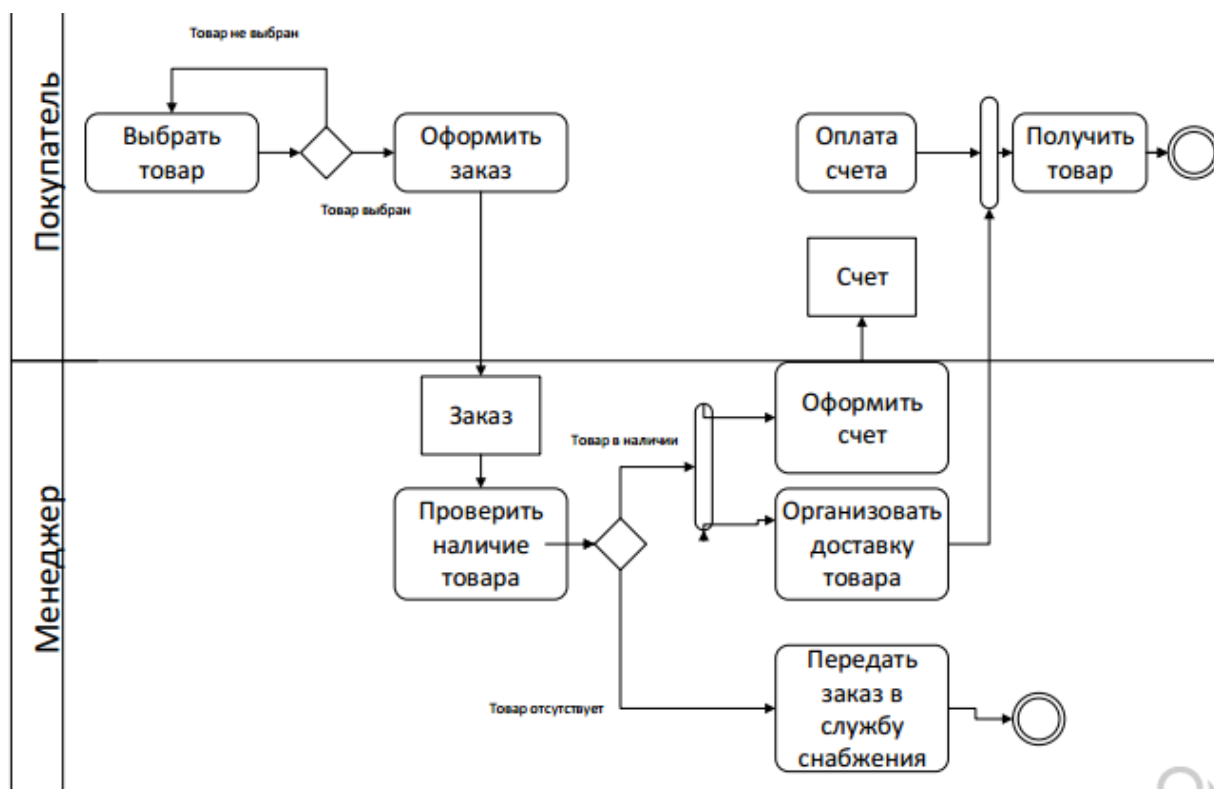 Покупатель
Товар не выбран
Выбрать
товар
Товар выбран
Оформить
заказ
Оплата
счета
Получить
товар
Счет
Менеджер
Заказ
Проверить
наличие
товара
Товар в наличии
Оформить
счет
Организовать
доставку
товара
Товар отсутствует
Передать
заказ в
службу
снабжения